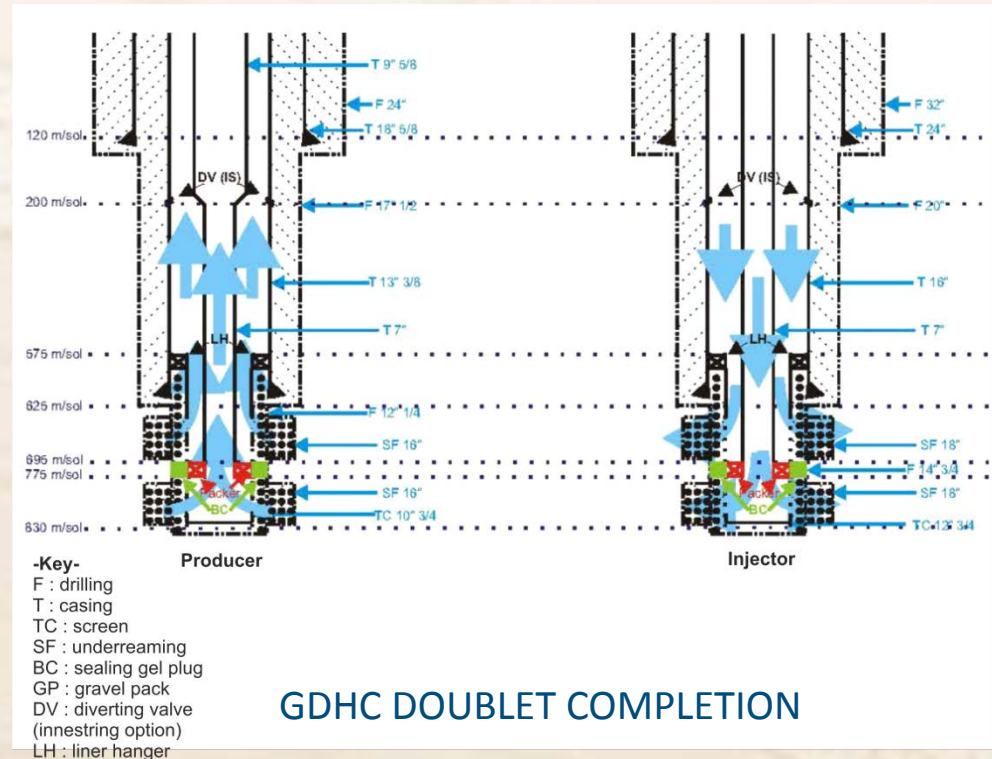 T 9" 5/8
F 24"
F 32"
120 m/sol
T 18" 5/8
T 24"
DV (IS)
DV (IS)
200 m/sol
F 17" 1/2
F 20"
T 13" 3/8
T 16"
T 7"
T 7"
LH
LH
575 m/sol
625 m/sol
F 12" 1/4
SF 16"
SF 18"
695 m/sol
F 14" 3/4
775 m/sol
Packer
Packer
SF 16"
SF 18"
BC
BC
TC 10" 3/4
TC 12" 3/4
830 m/sol
Producer
Injector
-Key-
F : drilling
T : casing
TC : screen
SF : underreaming
BC : sealing gel plug
GP : gravel pack
DV : diverting valve
(innestring option)
LH : liner hanger
GDHC DOUBLET COMPLETION